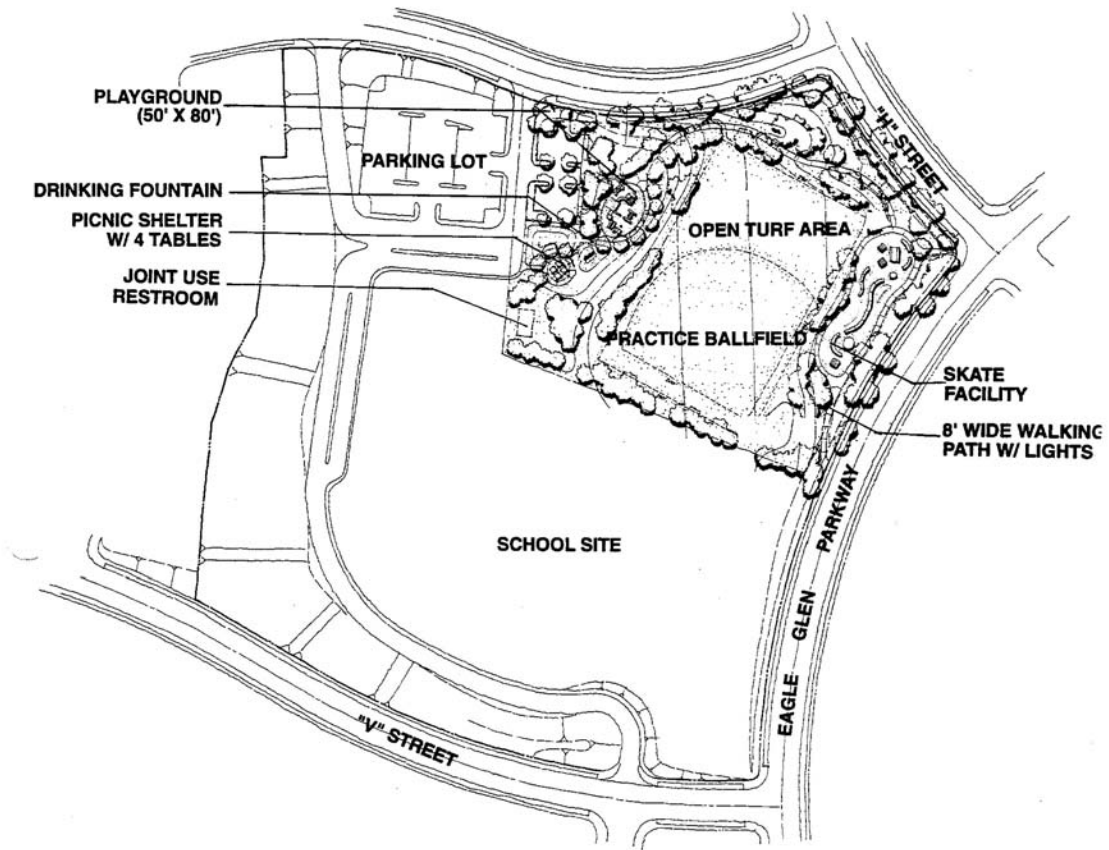 PLAYGROUND
(50' X 80')
PARKING LOT
"H" STREET
DRINKING FOUNTAIN
PICNIC SHELTER
W/ 4 TABLES
OPEN TURF AREA
JOINT USE
RESTROOM
PRACTICE BALLFIELD
SKATE
FACILITY
8' WIDE WALKING
PATH W/ LIGHTS
SCHOOL SITE
EAGLE GLEN PARKWAY
"V" STREET